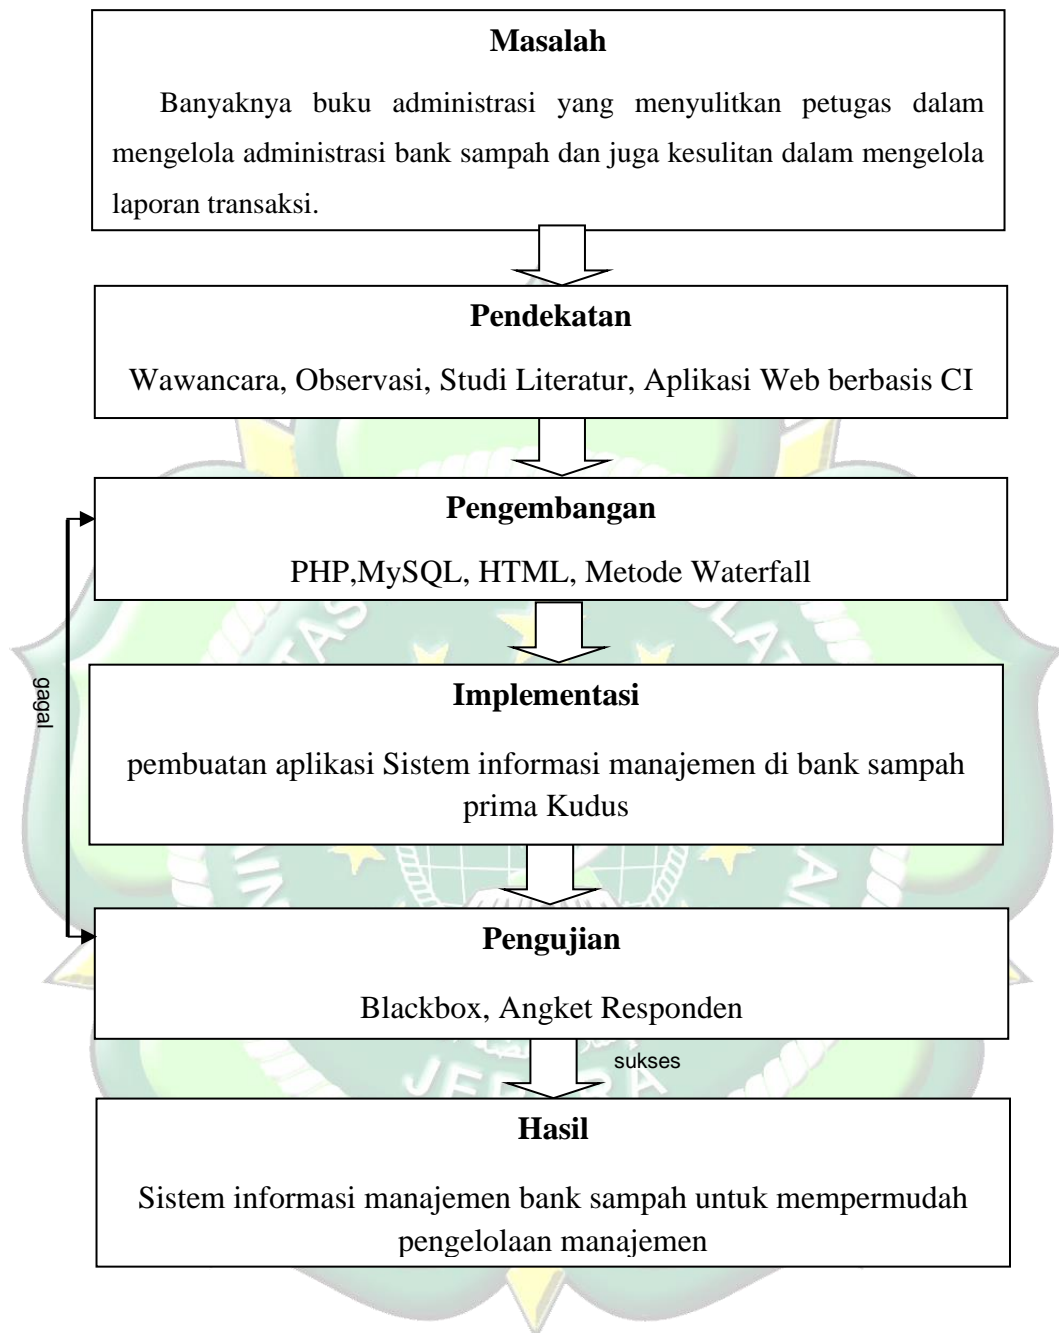 Masalah
Banyaknya buku administrasi yang menyulitkan petugas dalam
mengelola administrasi bank sampah dan juga kesulitan dalam mengelola
laporan transaksi.
Pendekatan
Wawancara, Observasi, Studi Literatur, Aplikasi Web berbasis CI
Pengembangan
PHP,MySQL, HTML, Metode Waterfall
gagal
Implementasi
pembuatan aplikasi Sistem informasi manajemen di bank sampah
prima Kudus
Pengujian
Blackbox, Angket Responden
sukses
Hasil
Sistem informasi manajemen bank sampah untuk mempermudah
pengelolaan manajemen